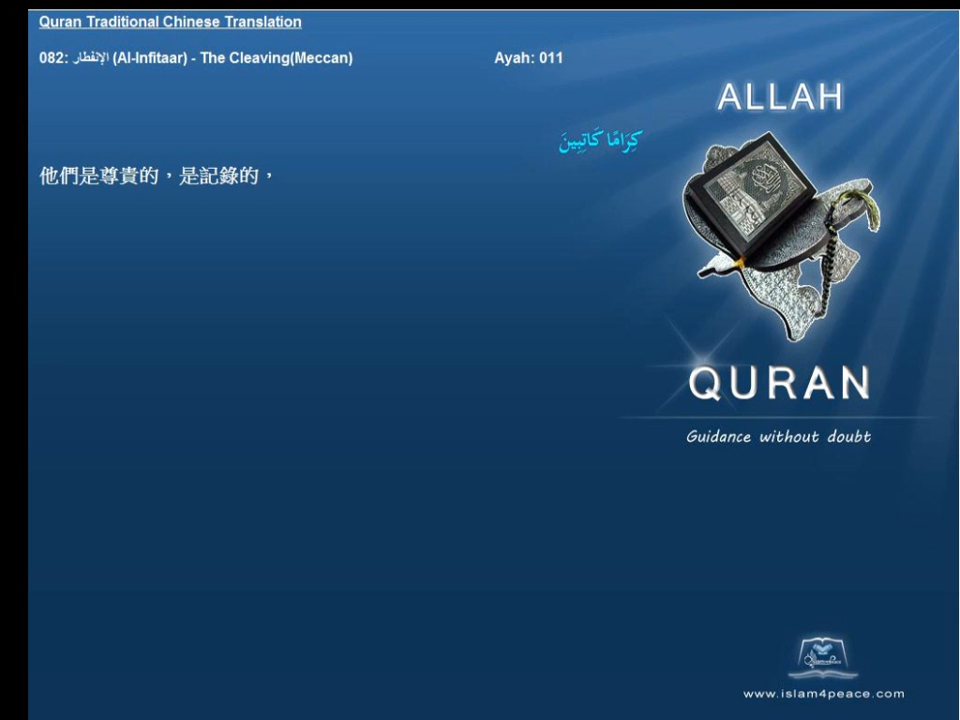 Quran Traditional Chinese Translation
082: الإنفطار (Al-Infitaar) - The Cleaving(Meccan) Ayah: 011
ALLAH
كِرَامًا كَاتِبِينَ
他們是尊貴的，是記錄的，
QURAN
Guidance without doubt
www.islam4peace.com